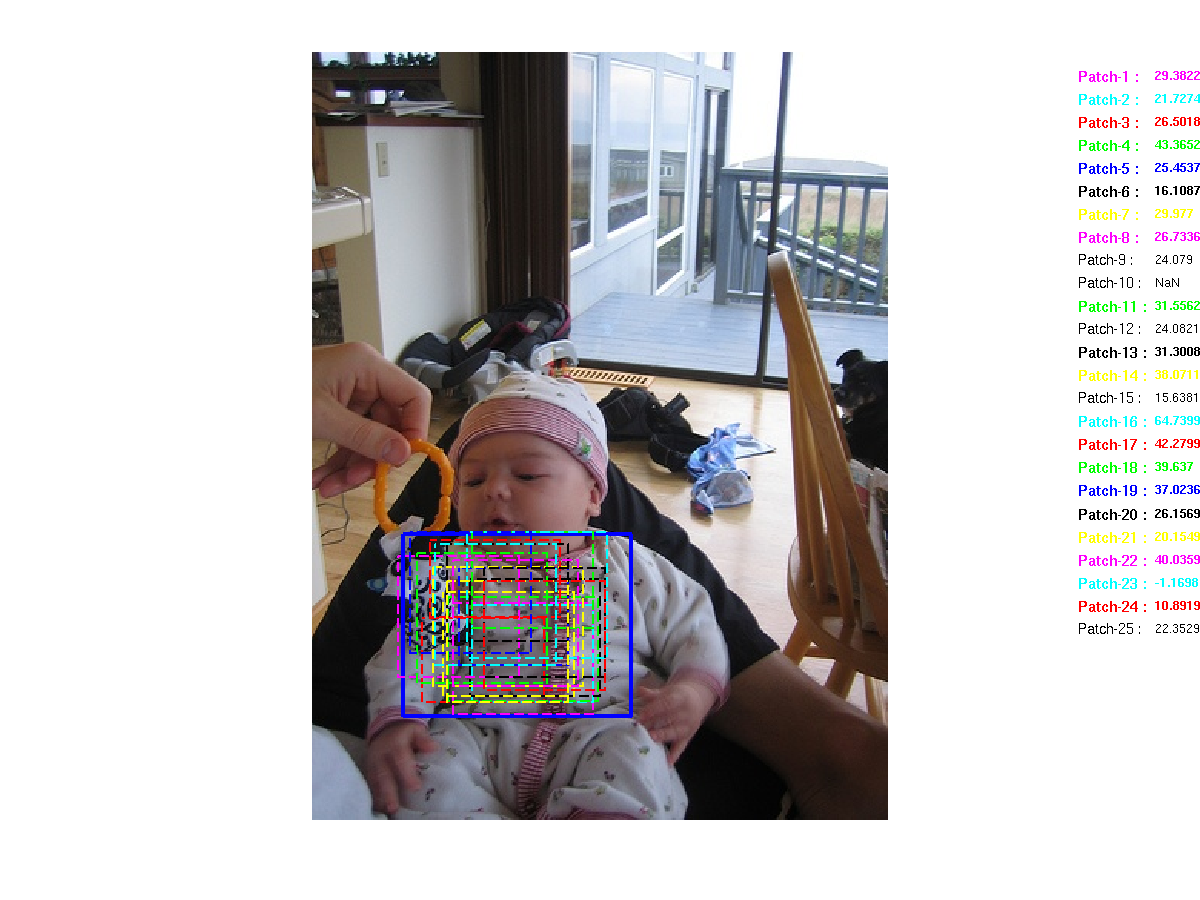 Patch-1 : 29.3822
Patch-2 : 21.7274
Patch-3 : 26.5018
Patch-4 : 43.3652
Patch-5 : 25.4537
Patch-6 : 16.1087
Patch-7 : 29.977
Patch-8 : 26.7336
Patch-9 : 24.079
Patch-10 : NaN
Patch-11 : 31.5562
Patch-12 : 24.0821
Patch-13 : 31.3008
Patch-14 : 30.0711
Patch-15 : 15.6381
Patch-16 : 64.7399
Patch-17 : 42.2799
Patch-18 : 39.637
Patch-19 : 37.0236
Patch-20 : 26.1569
Patch-21 : 20.1549
Patch-22 : 40.0359
Patch-23 : -1.1690
Patch-24 : 10.8919
Patch-25 : 22.3529